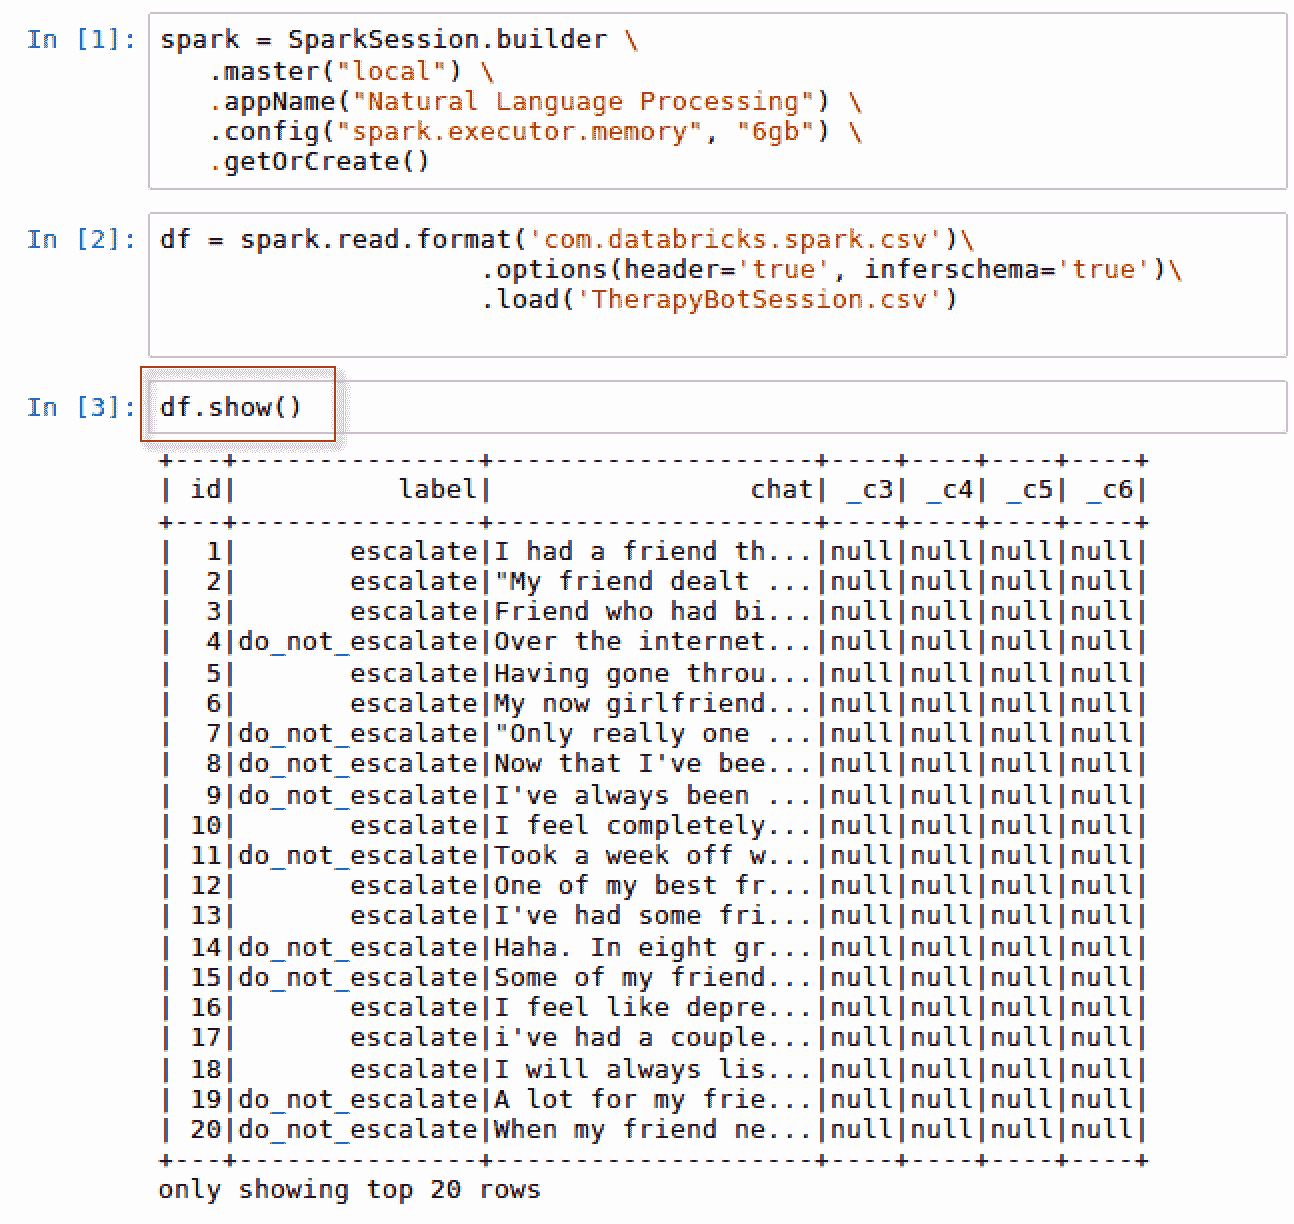 In [1]: spark = SparkSession.builder \
   .master("local") \
   .appName("Natural Language Processing") \
   .config("spark.executor.memory", "6gb") \
   .getOrCreate()
In [2]: df = spark.read.format('com.databricks.spark.csv')\
                    .options(header='true', inferschema='true')\
                    .load('TherapyBotSession.csv')
In [3]: df.show()
+---+---------------+--------------------+----+----+----+----+
| id|          label|                chat| _c3| _c4| _c5| _c6|
+---+---------------+--------------------+----+----+----+----+
|  1|       escalate|I had a friend th...|null|null|null|null|
|  2|       escalate|"My friend dealt ...|null|null|null|null|
|  3|       escalate|Friend who had bi...|null|null|null|null|
|  4|do_not_escalate|Over the internet...|null|null|null|null|
|  5|       escalate|Having gone throu...|null|null|null|null|
|  6|       escalate|My now girlfriend...|null|null|null|null|
|  7|do_not_escalate|"Only really one ...|null|null|null|null|
|  8|do_not_escalate|Now that I've bee...|null|null|null|null|
|  9|do_not_escalate|I've always been ...|null|null|null|null|
| 10|       escalate|I feel completely...|null|null|null|null|
| 11|do_not_escalate|Took a week off w...|null|null|null|null|
| 12|       escalate|One of my best fr...|null|null|null|null|
| 13|       escalate|I've had some fri...|null|null|null|null|
| 14|do_not_escalate|Haha. In eight gr...|null|null|null|null|
| 15|do_not_escalate|Some of my friend...|null|null|null|null|
| 16|       escalate|I feel like depre...|null|null|null|null|
| 17|       escalate|i've had a couple...|null|null|null|null|
| 18|       escalate|I will always lis...|null|null|null|null|
| 19|do_not_escalate|A lot for my frie...|null|null|null|null|
| 20|do_not_escalate|When my friend ne...|null|null|null|null|
+---+---------------+--------------------+----+----+----+----+
only showing top 20 rows